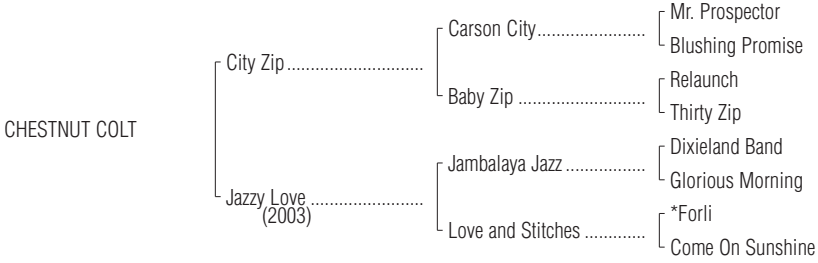 Mr. Prospector
Carson City.......................
Blushing Promise
City Zip.............................
Relaunch
Baby Zip ...........................
Thirty Zip
CHESTNUT COLT
Dixieland Band
Jambalaya Jazz .................
Glorious Morning
Jazzy Love ........................
(2003)
*Forli
Love and Stitches .............
Come On Sunshine